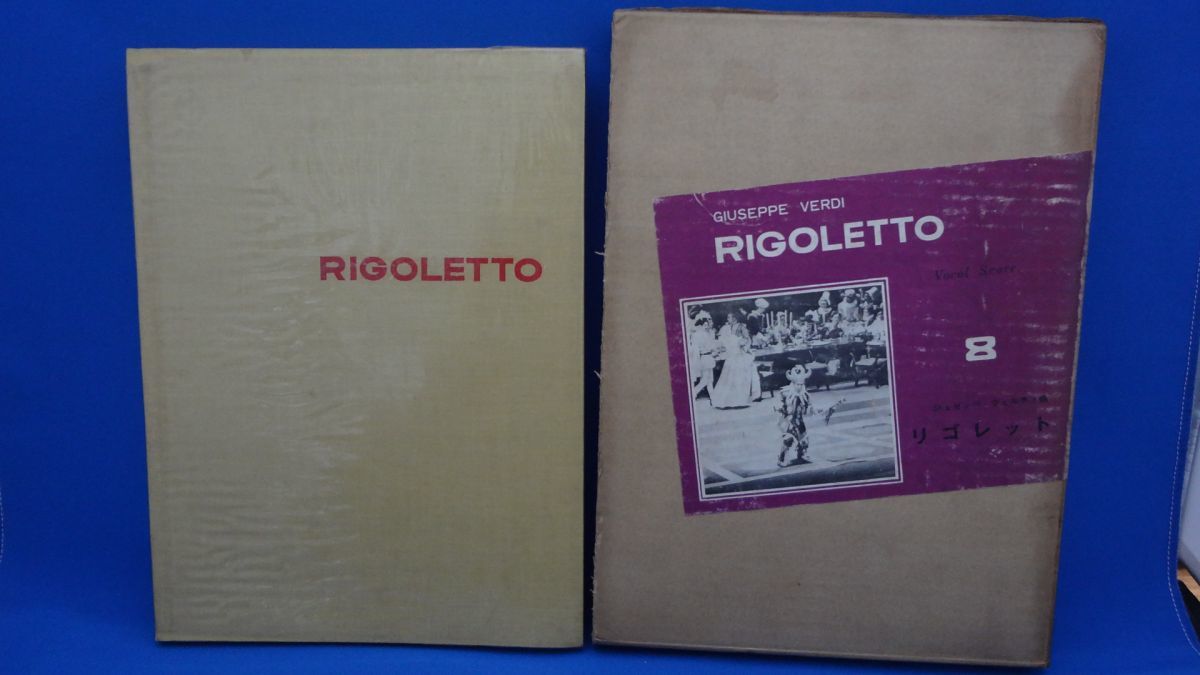 RIGOLETTO
GIUSEPPE VERDI
RIGOLETTO
Vocal Score
8
リゴレット